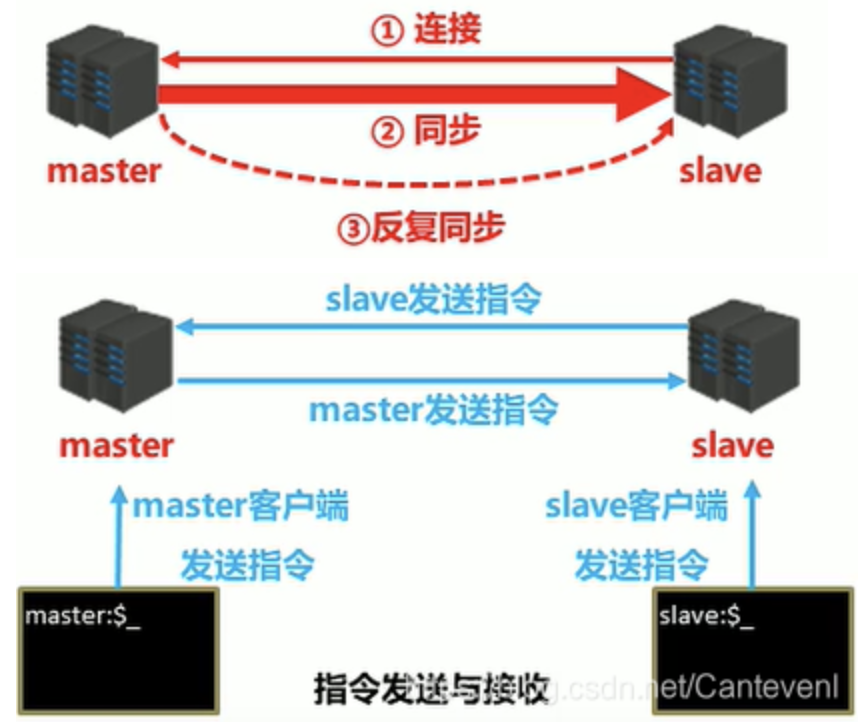 ① 连接
② 同步
master
slave
③反复同步
slave发送指令
master发送指令
master
slave
master客户端
发送指令
slave客户端
发送指令
master:$_
slave:$_
指令发送与接收
g.csdn.net/Cantevenl